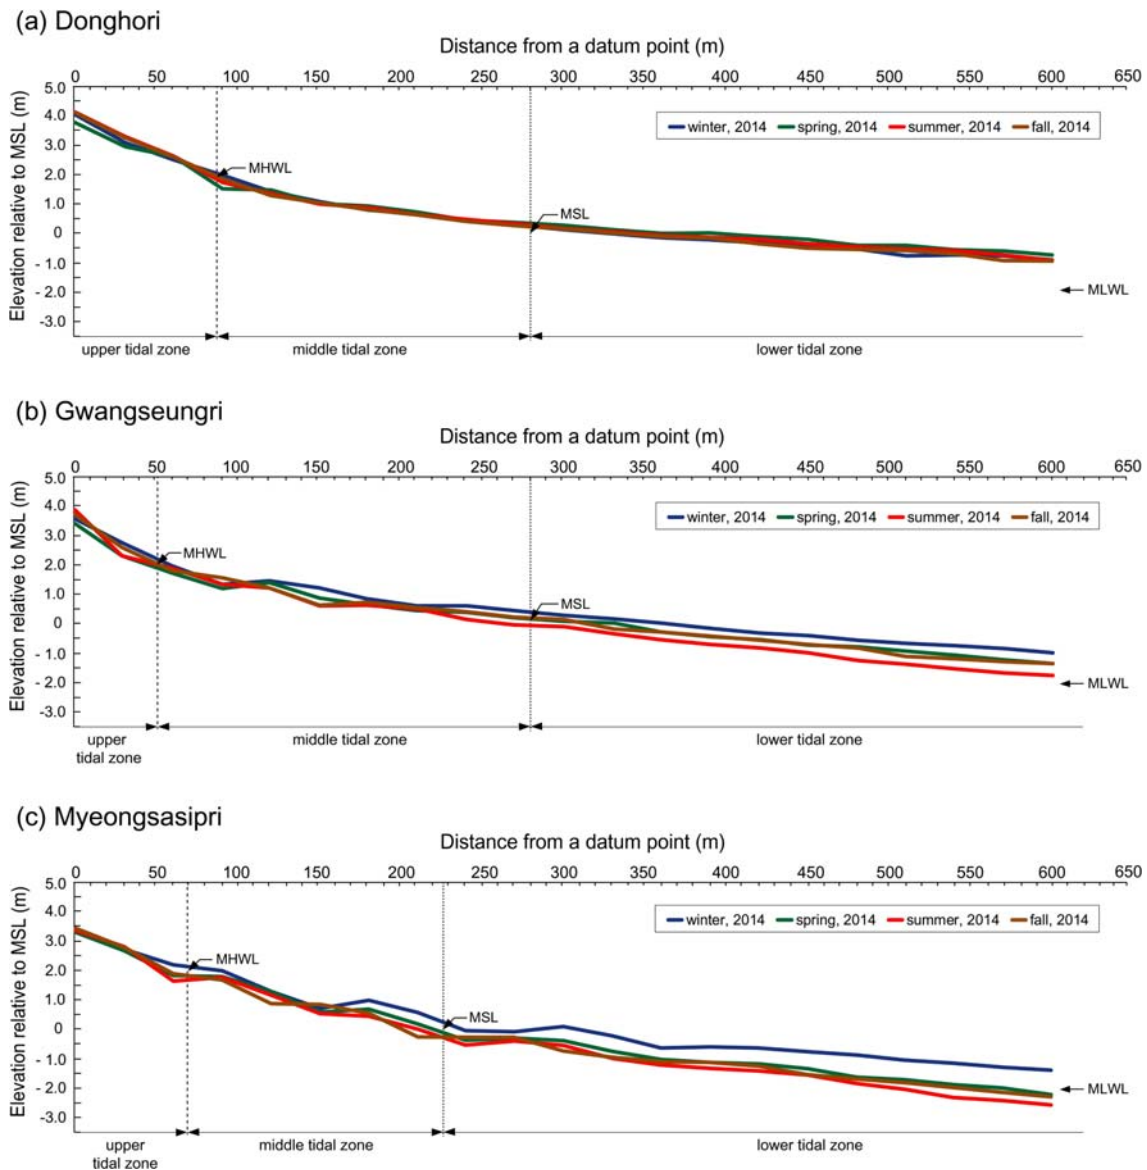 (a) Donghori
Distance from a datum point (m)
0 50 100 150 200 250 300 350 400 450 500 550 600 650
Elevation relative to MSL (m)
5.0
4.0
3.0
2.0
1.0
0
- 1.0
- 2.0
-3.0
winter, 2014 spring, 2014 summer, 2014 fall, 2014
MHWL
MSL
MLWL
upper tidal zone middle tidal zone lower tidal zone
(b) Gwangseungri
Distance from a datum point (m)
0 50 100 150 200 250 300 350 400 450 500 550 600 650
Elevation relative to MSL (m)
5.0
4.0
3.0
2.0
1.0
0
- 1.0
- 2.0
-3.0
winter, 2014 spring, 2014 summer, 2014 fall, 2014
MHWL
MSL
MLWL
upper
tidal zone
middle tidal zone lower tidal zone
(c) Myeongsasipri
Distance from a datum point (m)
0 50 100 150 200 250 300 350 400 450 500 550 600 650
Elevation relative to MSL (m)
5.0
4.0
3.0
2.0
1.0
0
- 1.0
- 2.0
-3.0
winter, 2014 spring, 2014 summer, 2014 fall, 2014
MHWL
MSL
MLWL
upper
tidal zone
middle tidal zone lower tidal zone